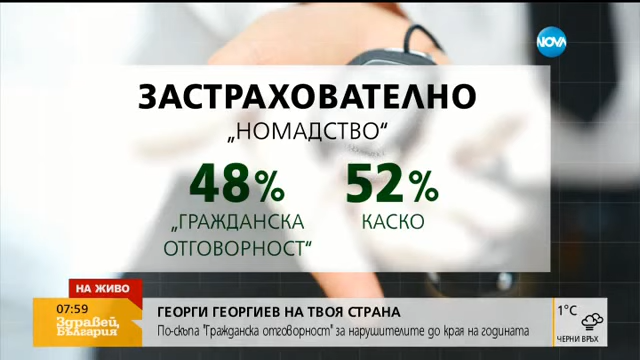 NOVA
ЗАСТРАХОВАТЕЛНО
„НОМАДСТВО“
48% 52%
„ГРАЖДАНСКА ОТГОВОРНОСТ“ КАСКО
НА ЖИВО
07:59
Здравей, България
ГЕОРГИ ГЕОРГИЕВ НА ТВОЯ СТРАНА
По-скъпа "Гражданска отговорност" за нарушителите до края на годината
1°C
ЧЕРНИ ВРЪХ